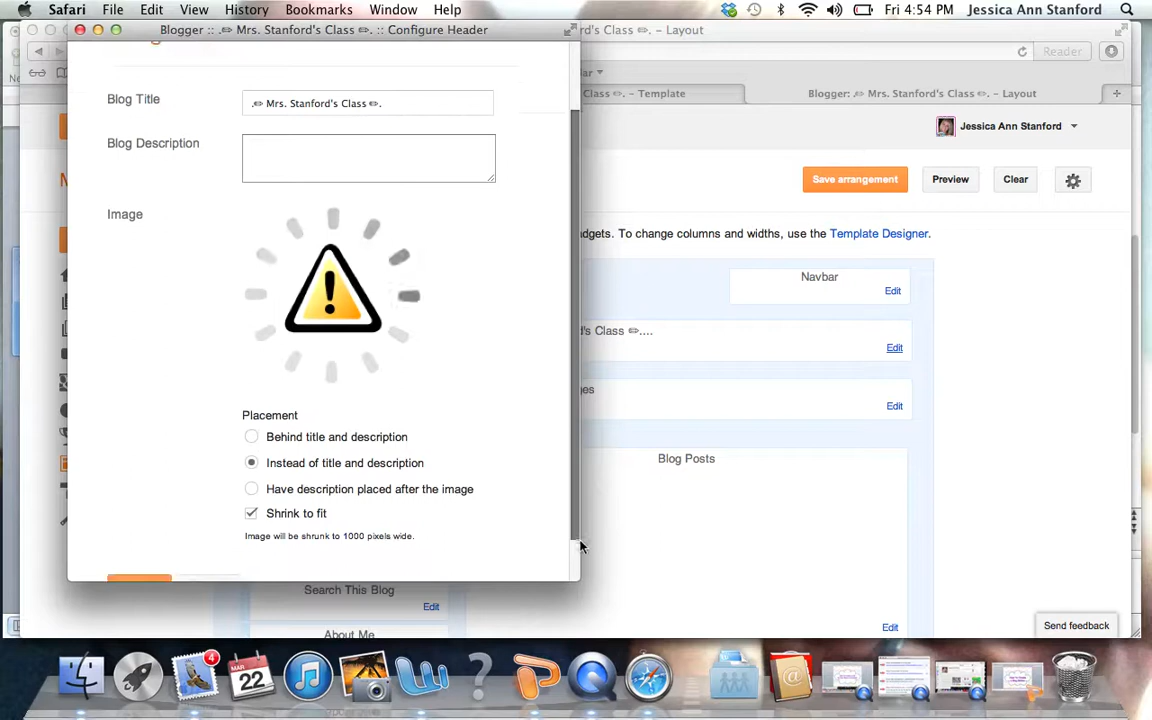 Safari File Edit View History Bookmarks Window Help Fri 4:54 PM Jessica Ann Stanford
Blogger :: .✏ Mrs. Stanford's Class ✏. :: Configure Header
rd's Class ✏. – Layout
Reader
Class ✏. – Template
Blogger: .✏ Mrs. Stanford's Class ✏. – Layout
Blog Title
.✏ Mrs. Stanford's Class ✏.
Jessica Ann Stanford
Blog Description
Save arrangement Preview Clear
Image
dgets. To change columns and widths, use the Template Designer.
Navbar
Edit
d's Class ✏....
Edit
ges
Edit
Placement
Behind title and description
Instead of title and description
Blog Posts
Have description placed after the image
Shrink to fit
Image will be shrunk to 1000 pixels wide.
Search This Blog
Edit
Edit
About Me
Send feedback
4
MAR
22